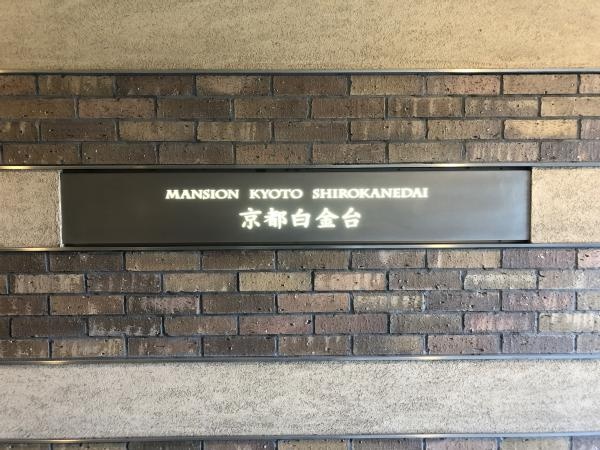 MANSION KYOTO SHIROKANEDAI
京都白金台